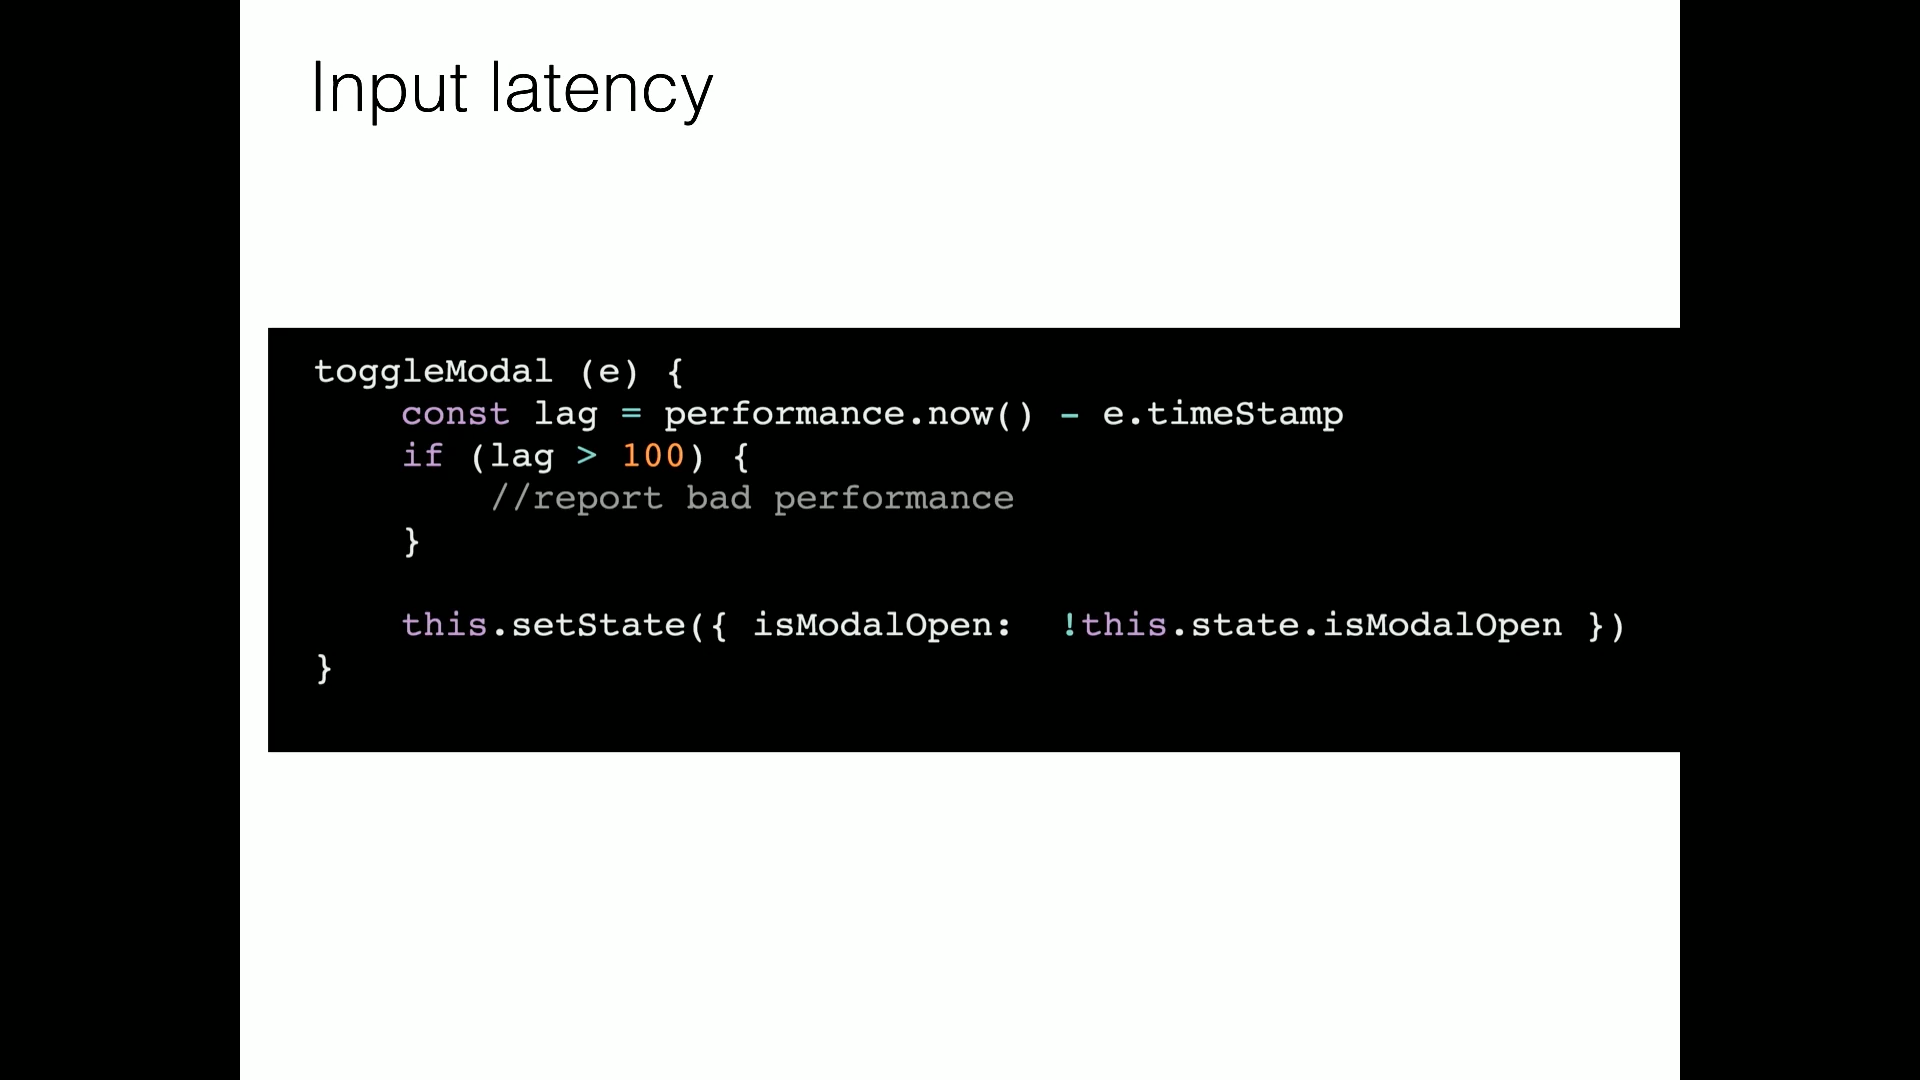 Input latency
toggleModal (e) {
    const lag = performance.now() - e.timeStamp
    if (lag > 100) {
        //report bad performance
    }
    this.setState({ isModalOpen:  !this.state.isModalOpen })
}